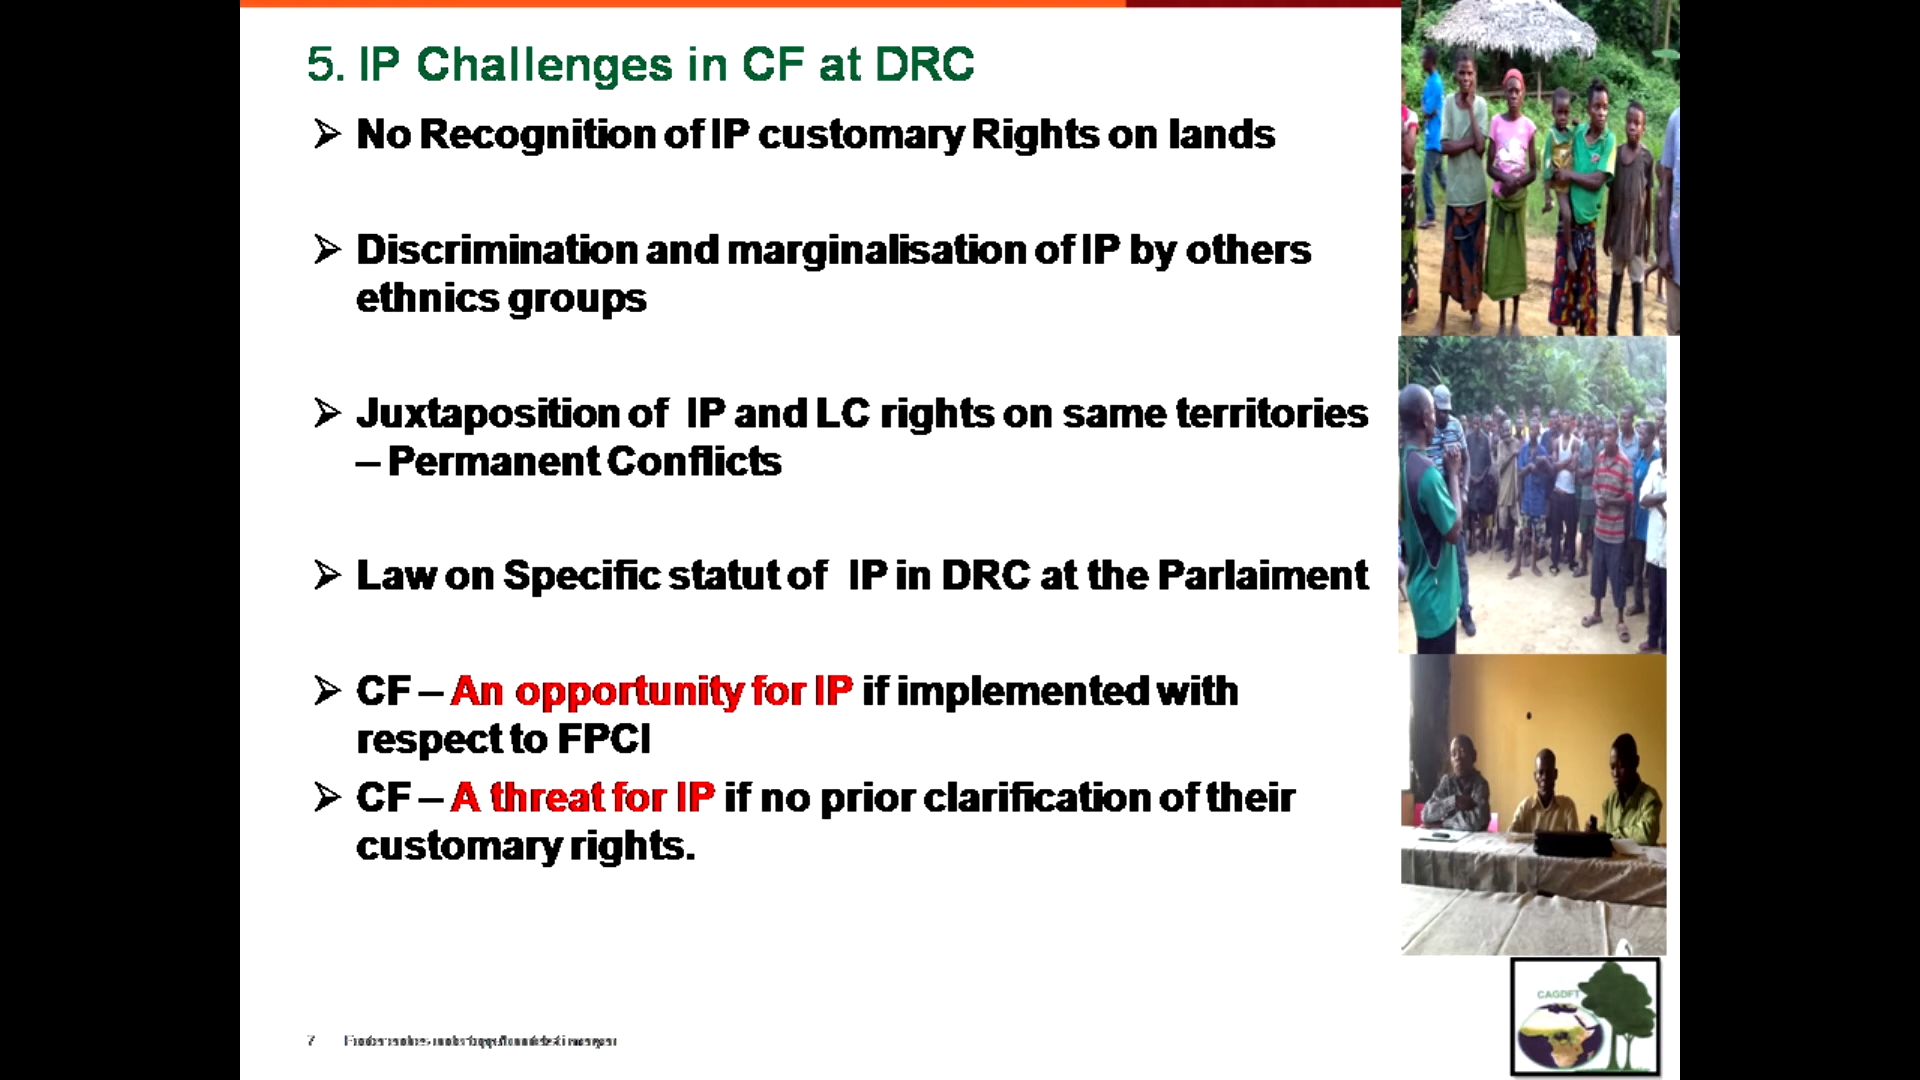 5. IP Challenges in CF at DRC
➢ No Recognition of IP customary Rights on lands
➢ Discrimination and marginalisation of IP by others
ethnics groups
➢ Juxtaposition of IP and LC rights on same territories
– Permanent Conflicts
➢ Law on Specific statut of IP in DRC at the Parlaiment
➢ CF – An opportunity for IP if implemented with
respect to FPCI
➢ CF – A threat for IP if no prior clarification of their
customary rights.
CAGDFT
7